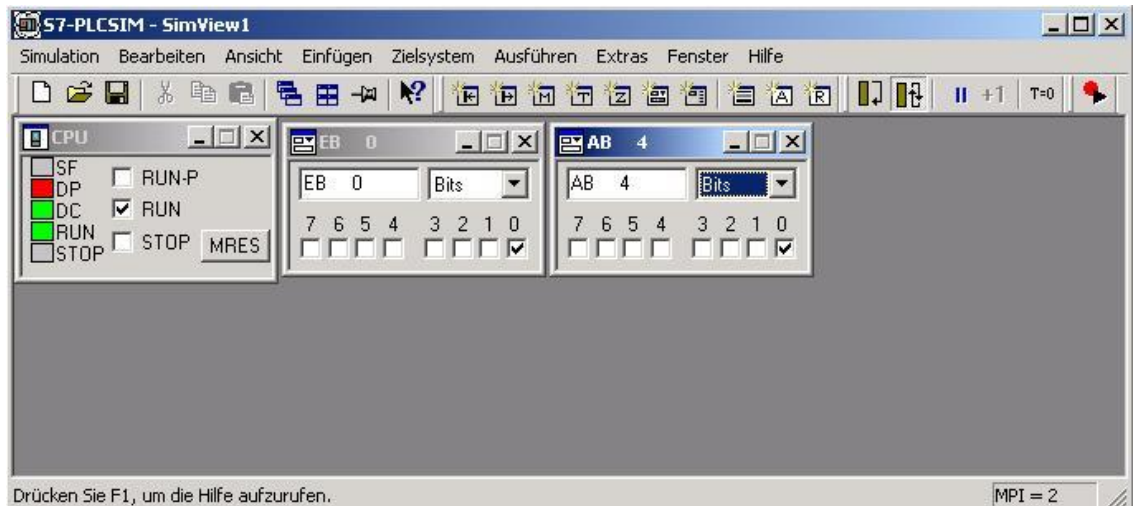 S7-PLCSIM - SimView1
Simulation Bearbeiten Ansicht Einfügen Zielsystem Ausführen Extras Fenster Hilfe
+1 T=0
CPU
SF
DP
DC
RUN
STOP
RUN-P
RUN
STOP
MRES
EB 0
EB 0 Bits
7 6 5 4 3 2 1 0
AB 4
AB 4 Bits
7 6 5 4 3 2 1 0
Drücken Sie F1, um die Hilfe aufzurufen.
MPI = 2